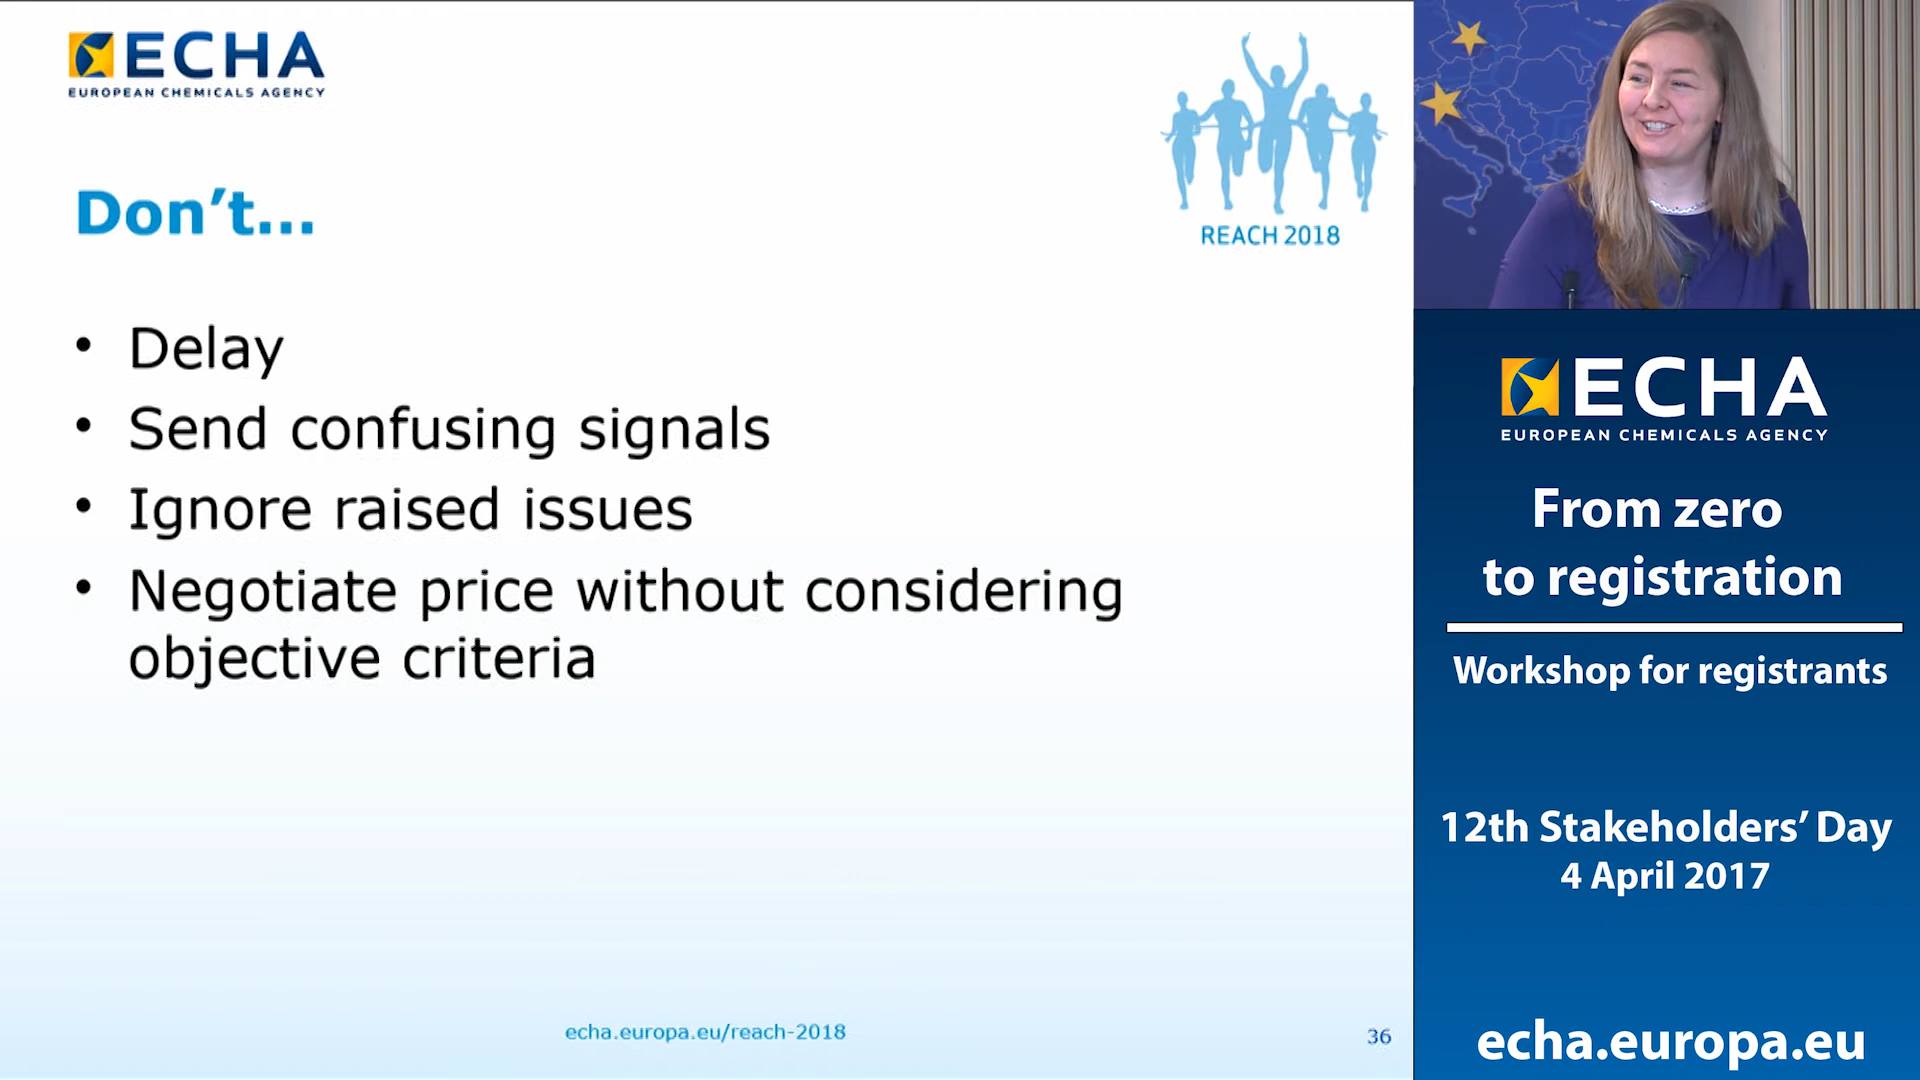 ECHA
EUROPEAN CHEMICALS AGENCY
REACH 2018
Don’t...
• Delay
• Send confusing signals
• Ignore raised issues
• Negotiate price without considering
objective criteria
echa.europa.eu/reach-2018
36
ECHA
EUROPEAN CHEMICALS AGENCY
From zero
to registration
Workshop for registrants
12th Stakeholders’ Day
4 April 2017
echa.europa.eu